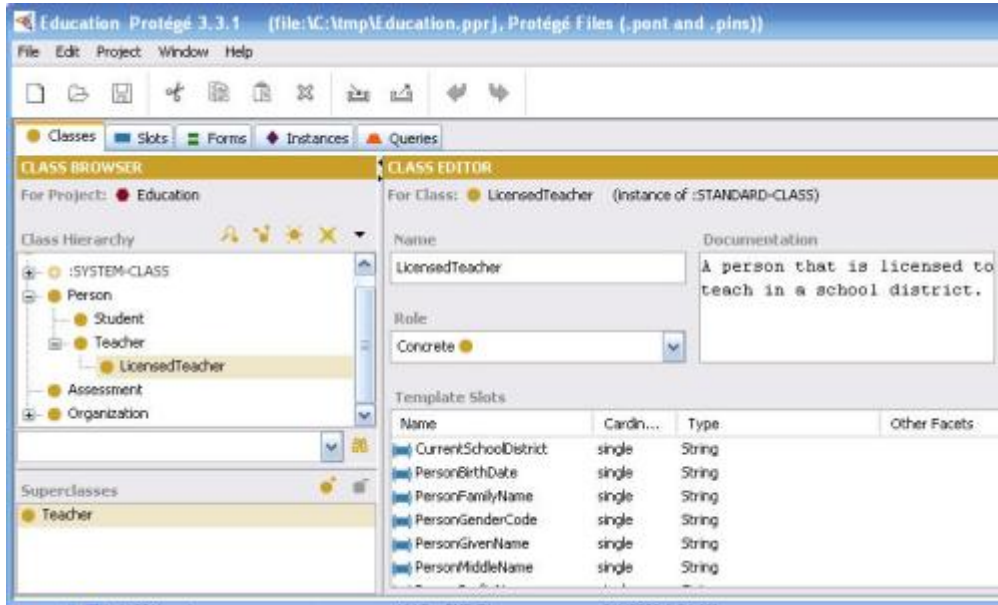 Education Protégé 3.3.1 (file:\C:\tmp\Education.pprj, Protégé Files (.pont and .pins))
File Edit Project Window Help
Classes Slots Forms Instances Queries
CLASS BROWSER
For Project: Education
Class Hierarchy
:SYSTEM-CLASS
Person
Student
Teacher
LicensedTeacher
Assessment
Organization
Superclasses
Teacher
CLASS EDITOR
For Class: LicensedTeacher (instance of :STANDARD-CLASS)
Name
LicensedTeacher
Documentation
A person that is licensed to
teach in a school district.
Role
Concrete
Template Slots
Name Cardin... Type Other Facets
CurrentSchoolDistrict single String
PersonBirthDate single String
PersonFamilyName single String
PersonGenderCode single String
PersonGivenName single String
PersonMiddleName single String